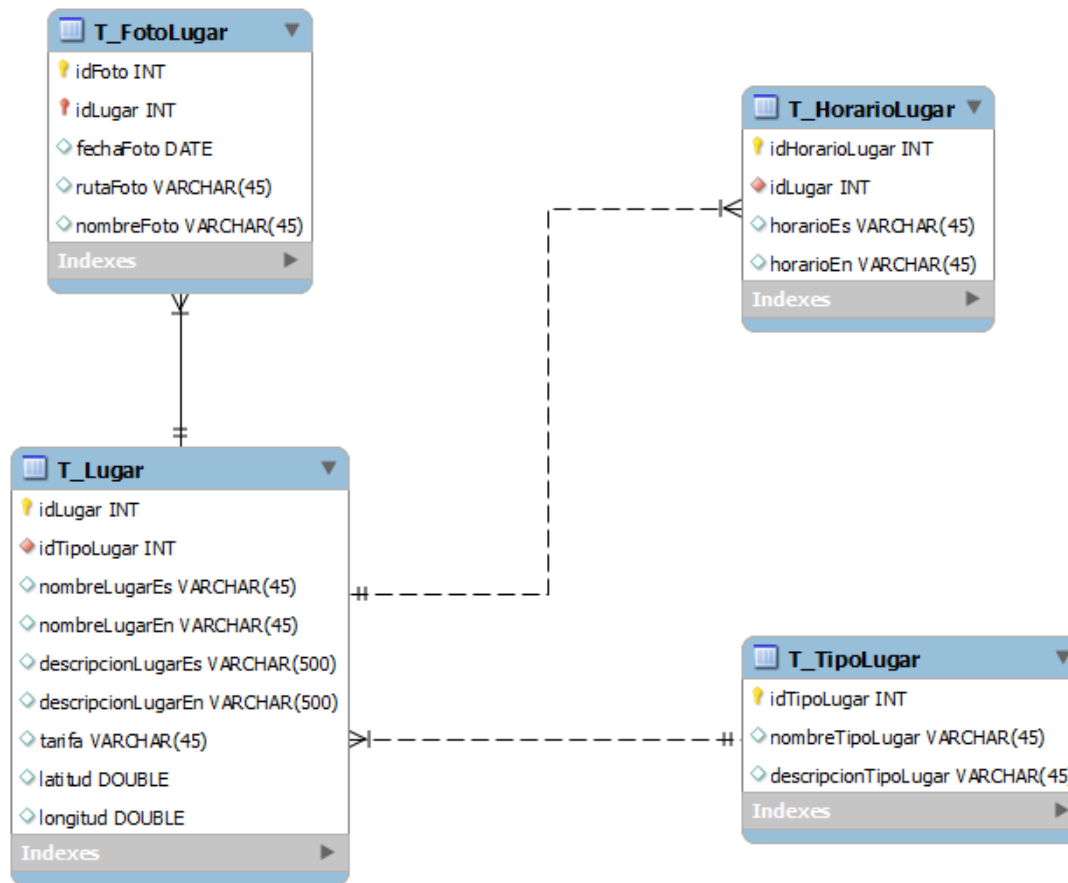 T_FotoLugar
idFoto INT
idLugar INT
fechaFoto DATE
rutaFoto VARCHAR(45)
nombreFoto VARCHAR(45)
Indexes
T_HorarioLugar
idHorarioLugar INT
idLugar INT
horarioEs VARCHAR(45)
horarioEn VARCHAR(45)
Indexes
T_Lugar
idLugar INT
idTipoLugar INT
nombreLugarEs VARCHAR(45)
nombreLugarEn VARCHAR(45)
descripcionLugarEs VARCHAR(500)
descripcionLugarEn VARCHAR(500)
tarifa VARCHAR(45)
latitud DOUBLE
longitud DOUBLE
Indexes
T_TipoLugar
idTipoLugar INT
nombreTipoLugar VARCHAR(45)
descripcionTipoLugar VARCHAR(45)
Indexes